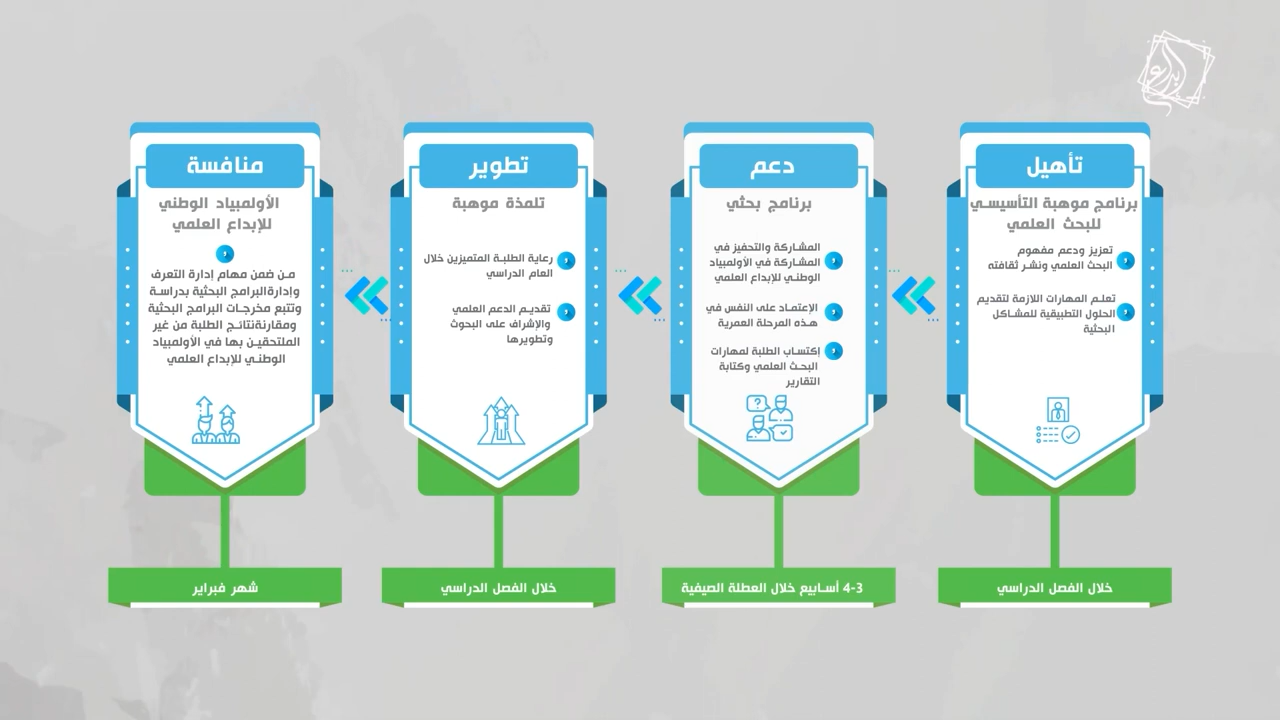 إبداع
تأهيل
برنامج موهبة التأسيسي
للبحث العلمي
تعزيز ودعم مفهوم
البحث العلمي ونشر ثقافته
تعلم المهارات اللازمة لتقديم
الحلول التطبيقية للمشاكل
البحثية
خلال الفصل الدراسي
دعم
برنامج بحثي
المشاركة والتحفيز في
المشاركة في الأولمبياد
الوطني للإبداع العلمي
الإعتماد على النفس في
هذه المرحلة العمرية
إكتساب الطلبة لمهارات
البحث العلمي وكتابة
التقارير
3-4 أسابيع خلال العطلة الصيفية
تطوير
تلمذة موهبة
رعاية الطلبة المتميزين خلال
العام الدراسي
تقديم الدعم العلمي
والإشراف على البحوث
وتطويرها
خلال الفصل الدراسي
منافسة
الأولمبياد الوطني
للإبداع العلمي
من ضمن مهام إدارة التعرف
وإدارةالبرامج البحثية بدراسة
وتتبع مخرجات البرامج البحثية
ومقارنةنتائج الطلبة من غير
الملتحقين بها في الأولمبياد
الوطني للإبداع العلمي
شهر فبراير